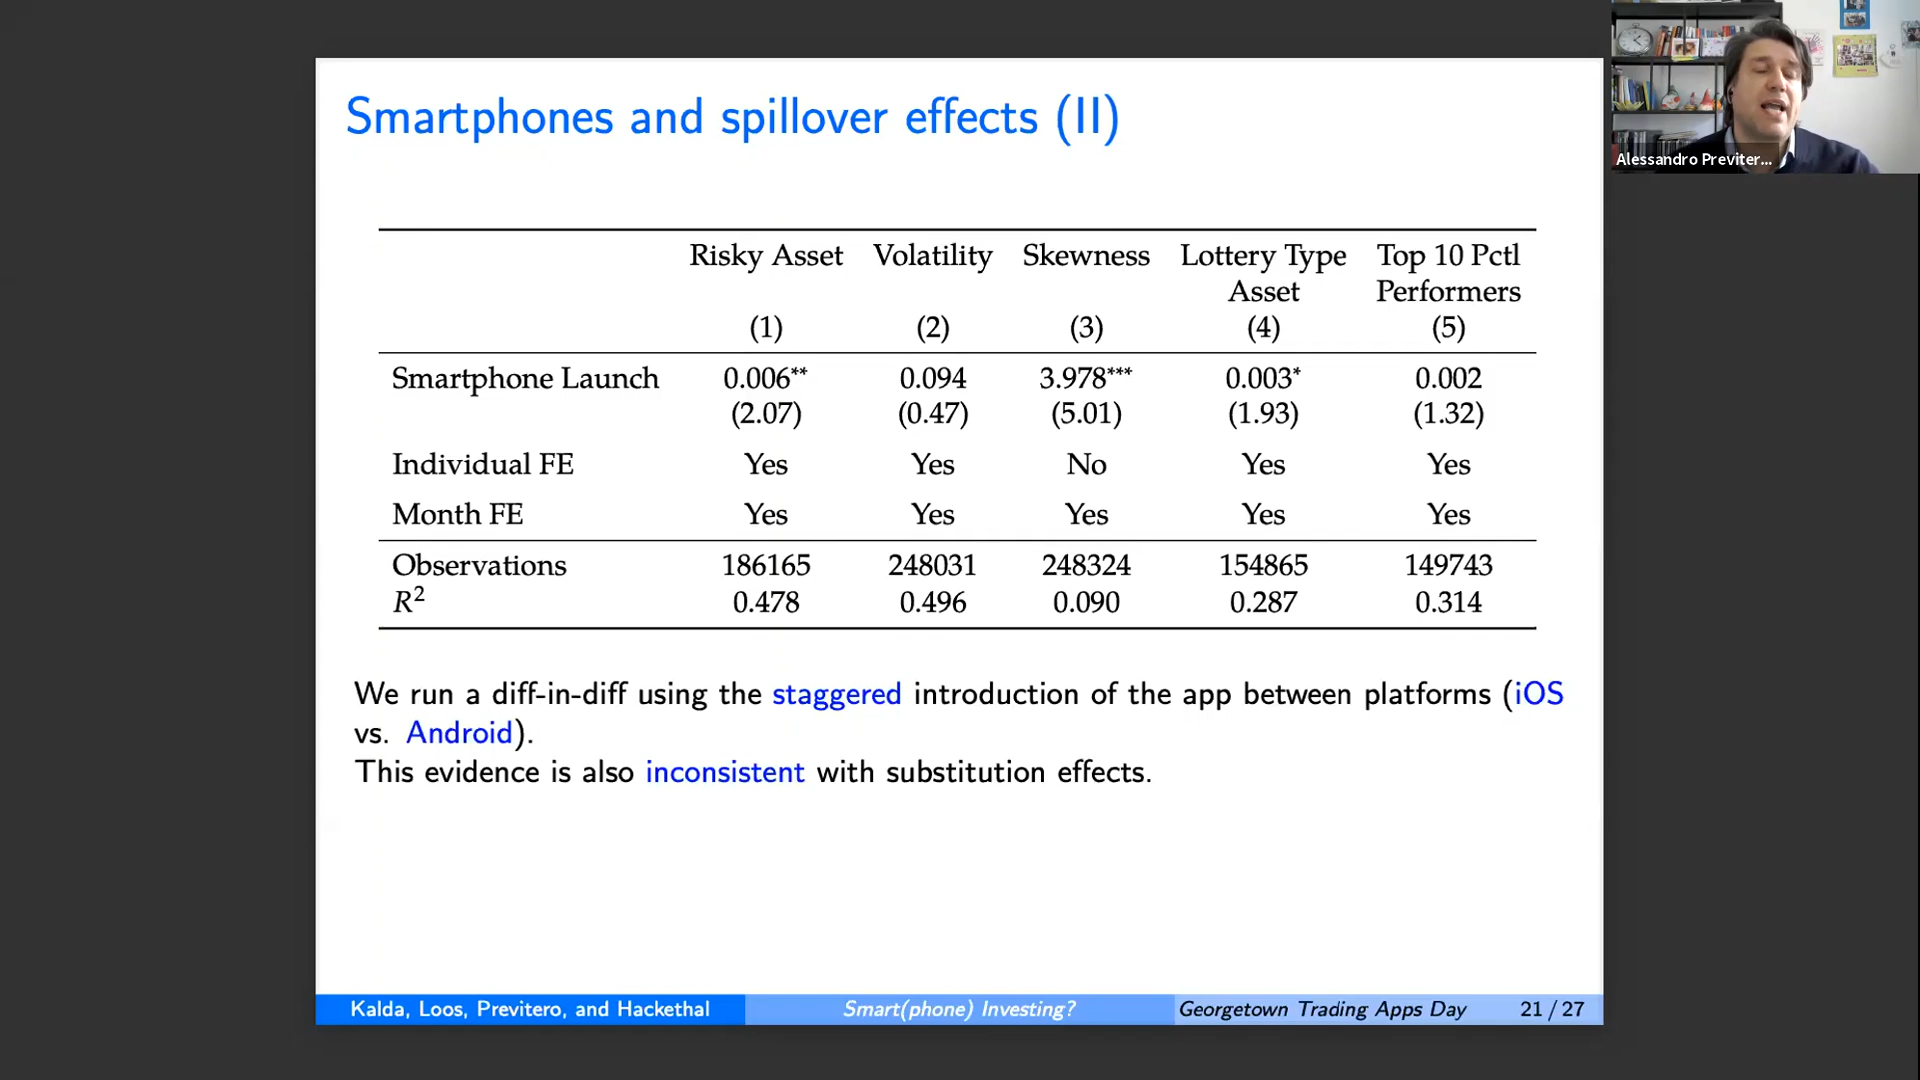 Smartphones and spillover effects (II)
Risky Asset Volatility Skewness Lottery Type Top 10 Pctl
Asset Performers
(1) (2) (3) (4) (5)
Smartphone Launch 0.006** 0.094 3.978*** 0.003* 0.002
(2.07) (0.47) (5.01) (1.93) (1.32)
Individual FE Yes Yes No Yes Yes
Month FE Yes Yes Yes Yes Yes
Observations 186165 248031 248324 154865 149743
R² 0.478 0.496 0.090 0.287 0.314
We run a diff-in-diff using the staggered introduction of the app between platforms (iOS
vs. Android).
This evidence is also inconsistent with substitution effects.
Kalda, Loos, Previtero, and Hackethal Smart(phone) Investing? Georgetown Trading Apps Day 21 / 27
Alessandro Previter...